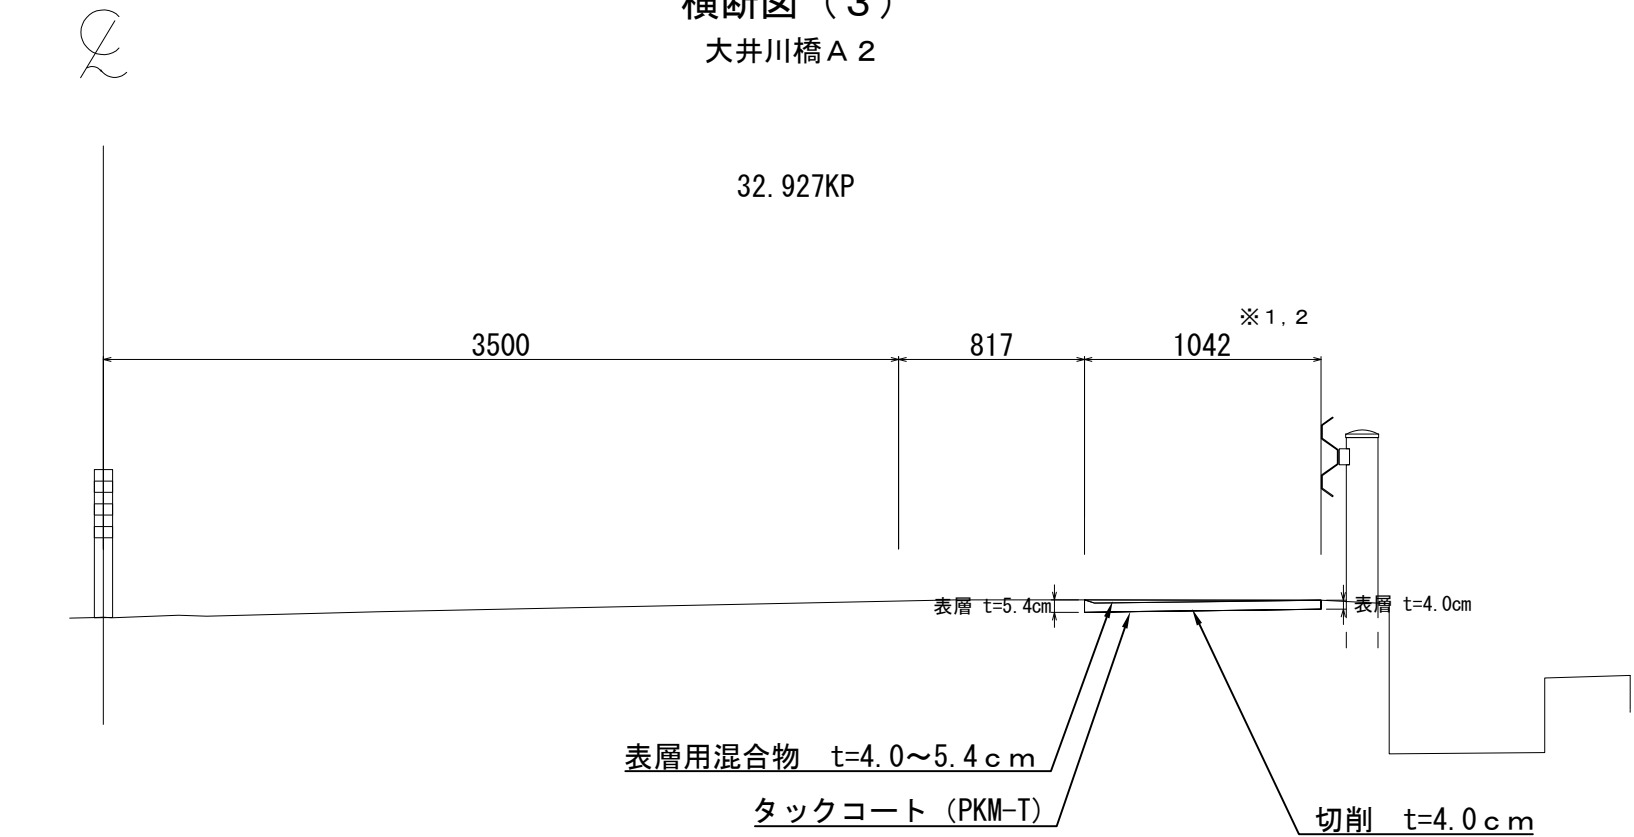 横断図（３）
大井川橋Ａ２
32.927KP
※１，２
3500
817
1042
表層 t=5.4cm
表層 t=4.0cm
表層用混合物　t=4.0～5.4ｃｍ
タックコート（PKM-T）
切削　t=4.0ｃｍ